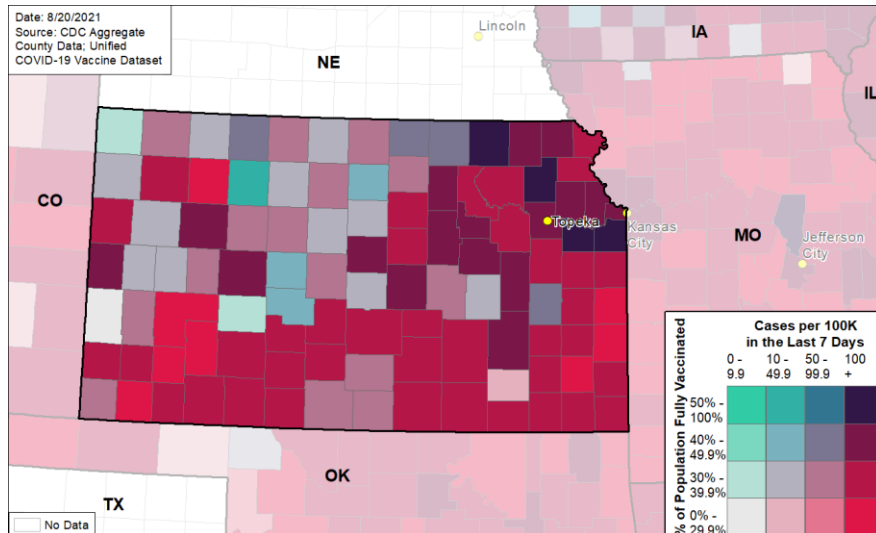 Date: 8/20/2021
Source: CDC Aggregate
County Data; Unified
COVID-19 Vaccine Dataset
Lincoln
NE
IA
IL
CO
Topeka
Kansas
City
MO
Jefferson
City
OK
TX
No Data
Cases per 100K
in the Last 7 Days
0 -
9.9
10 -
49.9
50 -
99.9
100
+
% of Population Fully Vaccinated
50% -
100%
40% -
49.9%
30% -
39.9%
0% -
29.9%